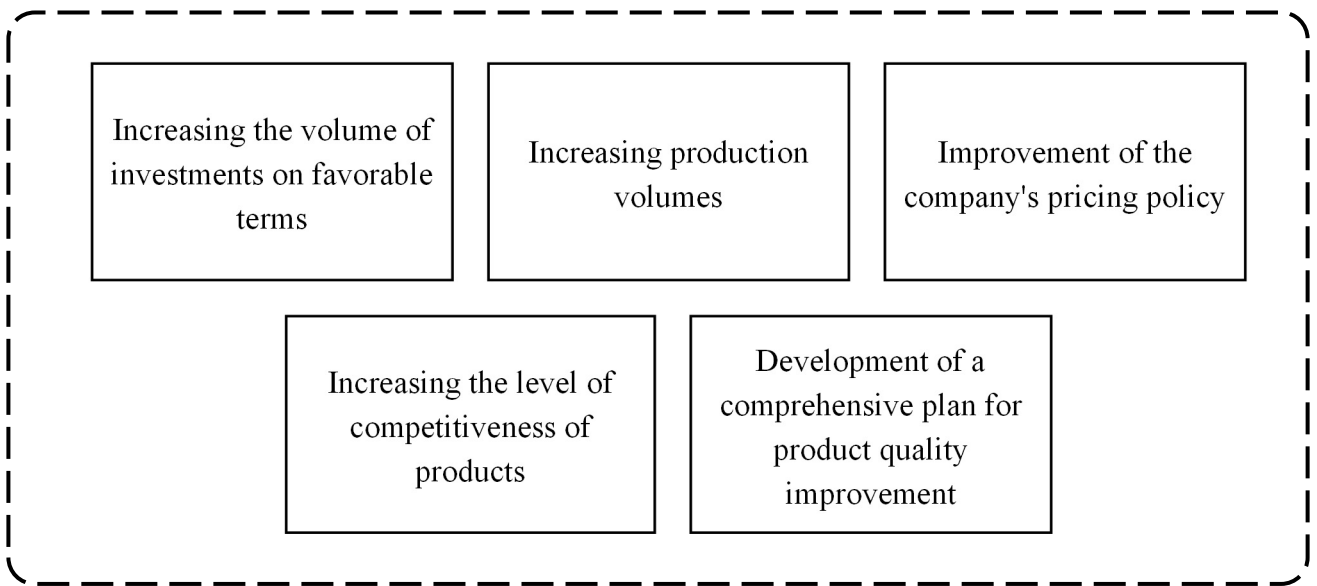 Increasing the volume of
investments on favorable
terms
Increasing production
volumes
Improvement of the
company's pricing policy
Increasing the level of
competitiveness of
products
Development of a
comprehensive plan for
product quality
improvement